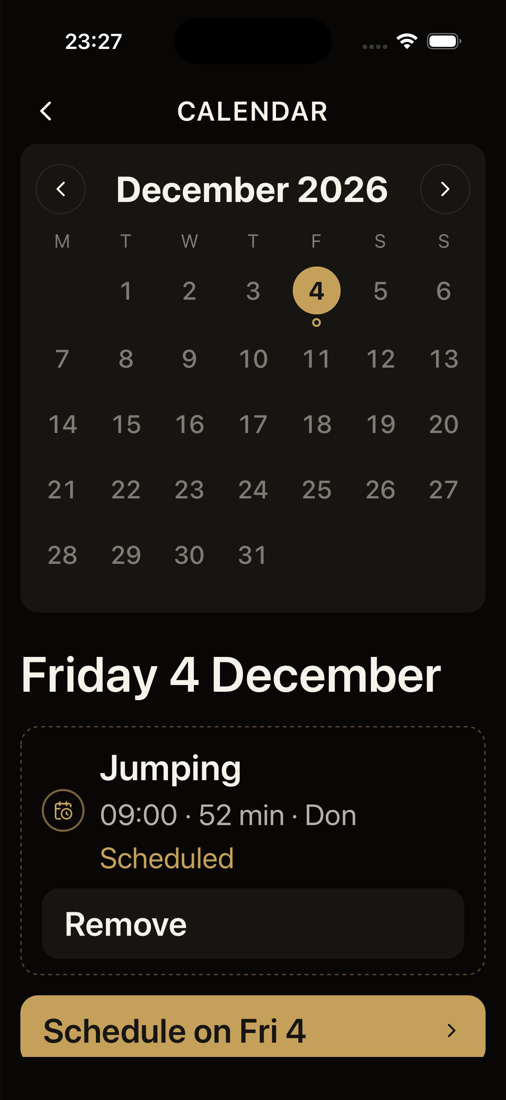 23:27
CALENDAR
December 2026
M T W T F S S
1 2 3 4 5 6
7 8 9 10 11 12 13
14 15 16 17 18 19 20
21 22 23 24 25 26 27
28 29 30 31
Friday 4 December
Jumping
09:00 · 52 min · Don
Scheduled
Remove
Schedule on Fri 4